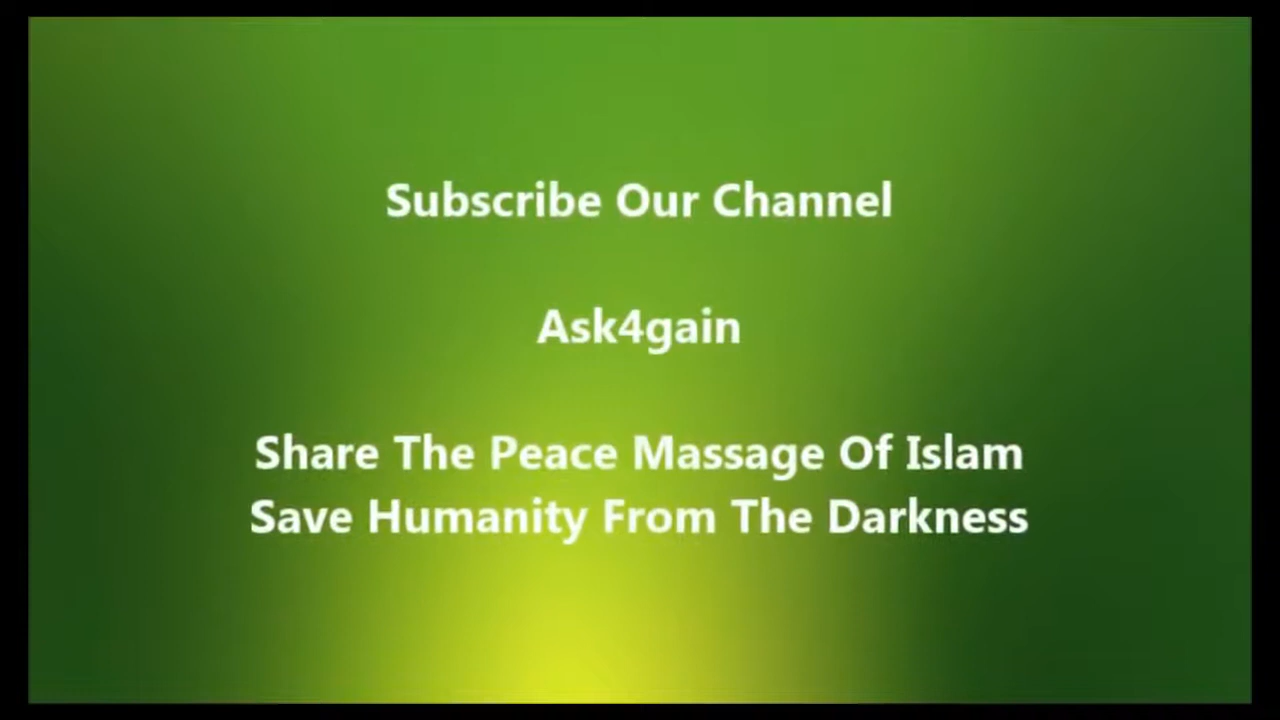 Subscribe Our Channel
Ask4gain
Share The Peace Massage Of Islam
Save Humanity From The Darkness